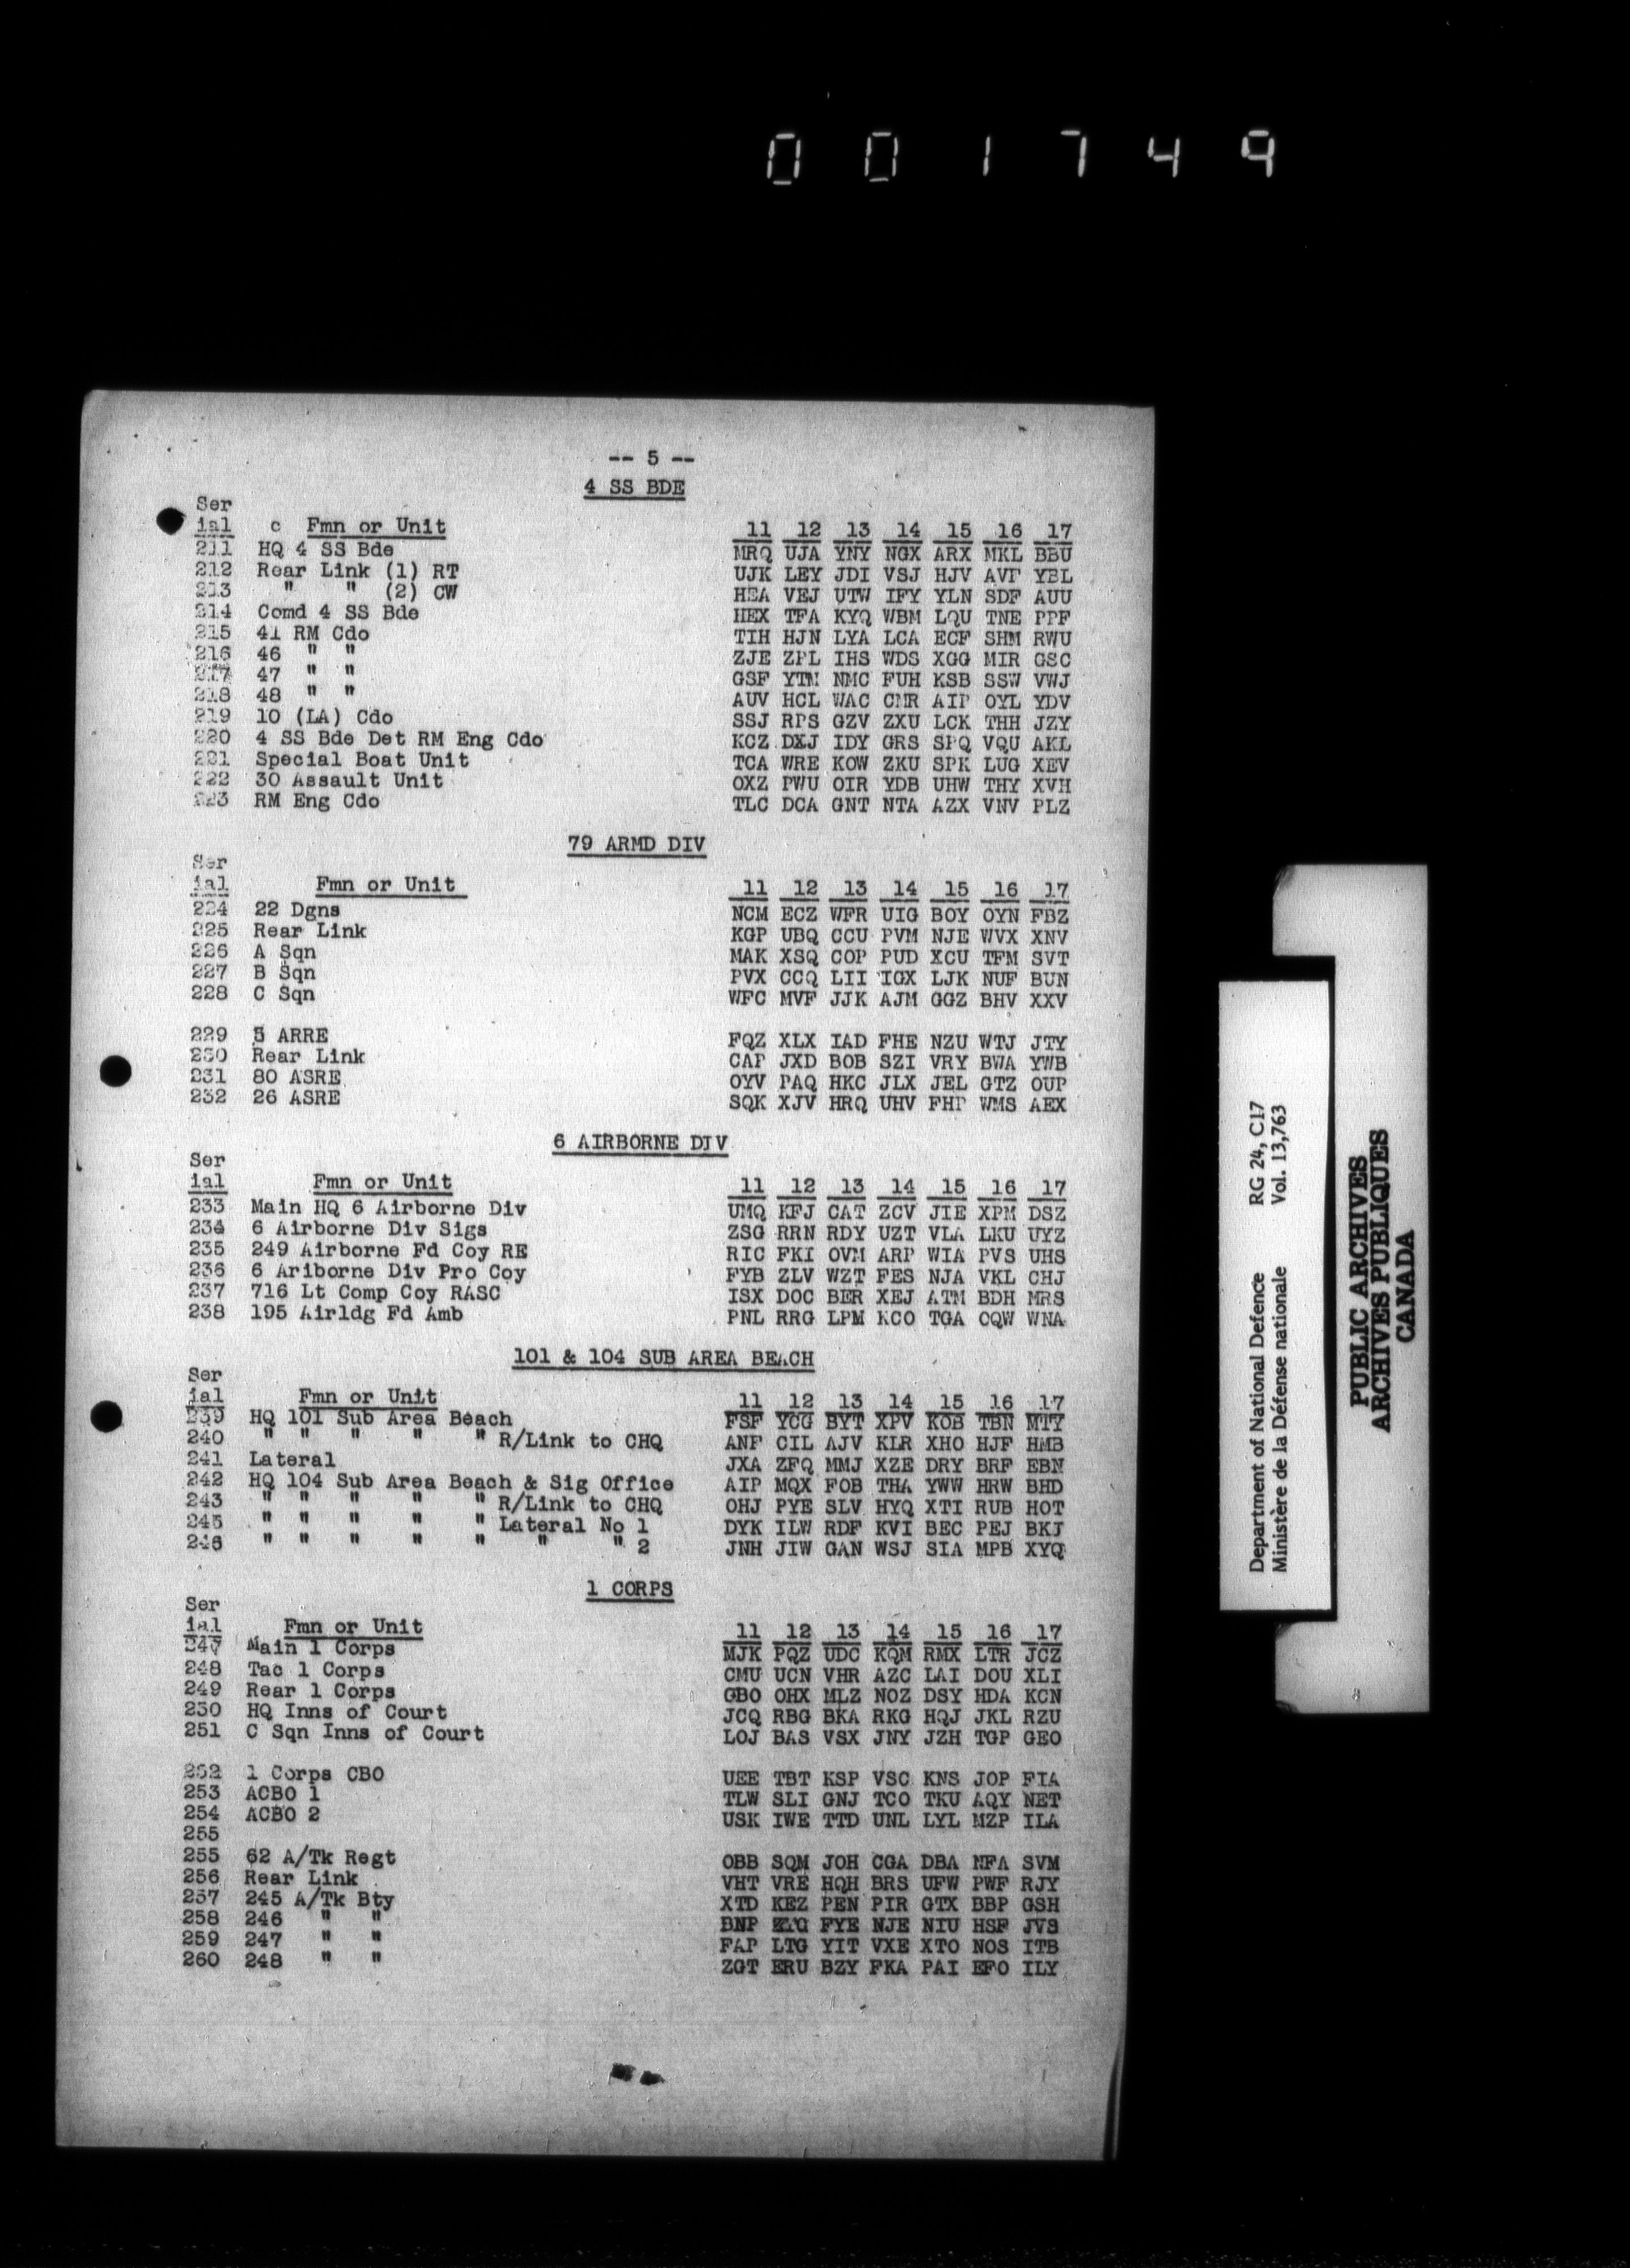 0 0 1 7 4 9
-- 5 --
4 SS BDE
Ser
ial c Fmn or Unit 11 12 13 14 15 16 17
211 HQ 4 SS Bde MRQ UJA YNY NGX ARX MKL BBU
212 Rear Link (1) RT UJK LEY JDI VSJ HJV AVF YBL
213 " " (2) CW HBA VEJ UTW IFY YLN SDF AUU
214 Comd 4 SS Bde HEX TFA KYQ WBM LQU TNE PPF
215 41 RM Cdo TIH HJN LYA LCA ECF SHM RWU
216 46 " " ZJE ZPL IHS WDS XGG MIR GSC
217 47 " " GSF YTM NMC FUH KSB SSW VWJ
218 48 " " AUV HCL WAC CMR AIP OYL YDV
219 10 (LA) Cdo SSJ RPS GZV ZXU LCK THH JZY
220 4 SS Bde Det RM Eng Cdo KCZ DXJ IDY GRS SPQ VQU AKL
221 Special Boat Unit TCA WRE KOW ZKU SPK LUG XEV
222 30 Assault Unit OXZ PWU OIR YDB UHW THY XVH
223 RM Eng Cdo TLC DCA GNT NTA AZX VNV PLZ
79 ARMD DIV
Ser
ial Fmn or Unit 11 12 13 14 15 16 17
224 22 Dgns NCM ECZ WFR UIG BOY OYN FBZ
225 Rear Link KGP UBQ CCU PVM NJE WVX XNV
226 A Sqn MAK XSQ COP PUD XCU TFM SVT
227 B Sqn PVX CCQ LII IGX LJK NUF BUN
228 C Sqn WFC MVF JJK AJM GGZ BHV XXV
229 5 ARRE FQZ XLX IAD FHE NZU WTJ JTY
230 Rear Link CAP JXD BOB SZI VRY BWA YWB
231 80 ASRE OYV PAQ HKC JLX JEL GTZ OUP
232 26 ASRE SQK XJV HRQ UHV FHP WMS AEX
6 AIRBORNE DIV
Ser
ial Fmn or Unit 11 12 13 14 15 16 17
233 Main HQ 6 Airborne Div UMQ KFJ CAT ZCV JIE XPM DSZ
234 6 Airborne Div Sigs ZSG RRN RDY UZT VLA LKU UYZ
235 249 Airborne Fd Coy RE RIC FKI OVM ARP WIA PVS UHS
236 6 Ariborne Div Pro Coy FYB ZLV WZT FES NJA VKL CHJ
237 716 Lt Comp Coy RASC ISX DOC BER XEJ ATM BDH MRS
238 195 Airldg Fd Amb PNL RRG LPM KCO TGA CQW WNA
101 & 104 SUB AREA BEACH
Ser
ial Fmn or Unit 11 12 13 14 15 16 17
239 HQ 101 Sub Area Beach FSF YCG BYT XPV KOB TBN MTY
240 " " " " " R/Link to CHQ ANF CIL AJV KLR XHO HJF HMB
241 Lateral JXA ZFQ MMJ XZE DRY BRF EBN
242 HQ 104 Sub Area Beach & Sig Office AIP MQX FOB THA YWW HRW BHD
243 " " " " " R/Link to CHQ OHJ PYE SLV HYQ XTI RUB HOT
245 " " " " " Lateral No 1 DYK ILW RDF KVI BEC PEJ BKJ
246 " " " " " " " 2 JNH JIW GAN WSJ SIA MPB XYQ
1 CORPS
Ser
ial Fmn or Unit 11 12 13 14 15 16 17
247 Main 1 Corps MJK PQZ UDC KQM RMX LTR JCZ
248 Tac 1 Corps CMU UCN VHR AZC LAI DOU XLI
249 Rear 1 Corps GBO OHX MLZ NOZ DSY HDA KCN
250 HQ Inns of Court JCQ RBG BKA RKG HQJ JKL RZU
251 C Sqn Inns of Court LOJ BAS VSX JNY JZH TGP GEO
252 1 Corps CBO UEE TBT KSP VSC KNS JOP FIA
253 ACBO 1 TLW SLI GNJ TCO TKU AQY NET
254 ACBO 2 USK IWE TTD UNL LYL MZP ILA
255
255 62 A/Tk Regt OBB SQM JOH CGA DBA MFA SVM
256 Rear Link VHT VRE HQH BRS UFW PWF RJY
257 245 A/Tk Bty XTD KEZ PEN PIR GTX BBP GSH
258 246 " " BNP FYE NJE NIU HSF JVS
259 247 " " FAP LTG YIT VXE XTO NOS ITB
260 248 " " ZGT ERU BZY FKA PAI EFO ILY
Department of National Defence RG 24, C17
Ministère de la Défense nationale Vol. 13,763
PUBLIC ARCHIVES
ARCHIVES PUBLIQUES
CANADA